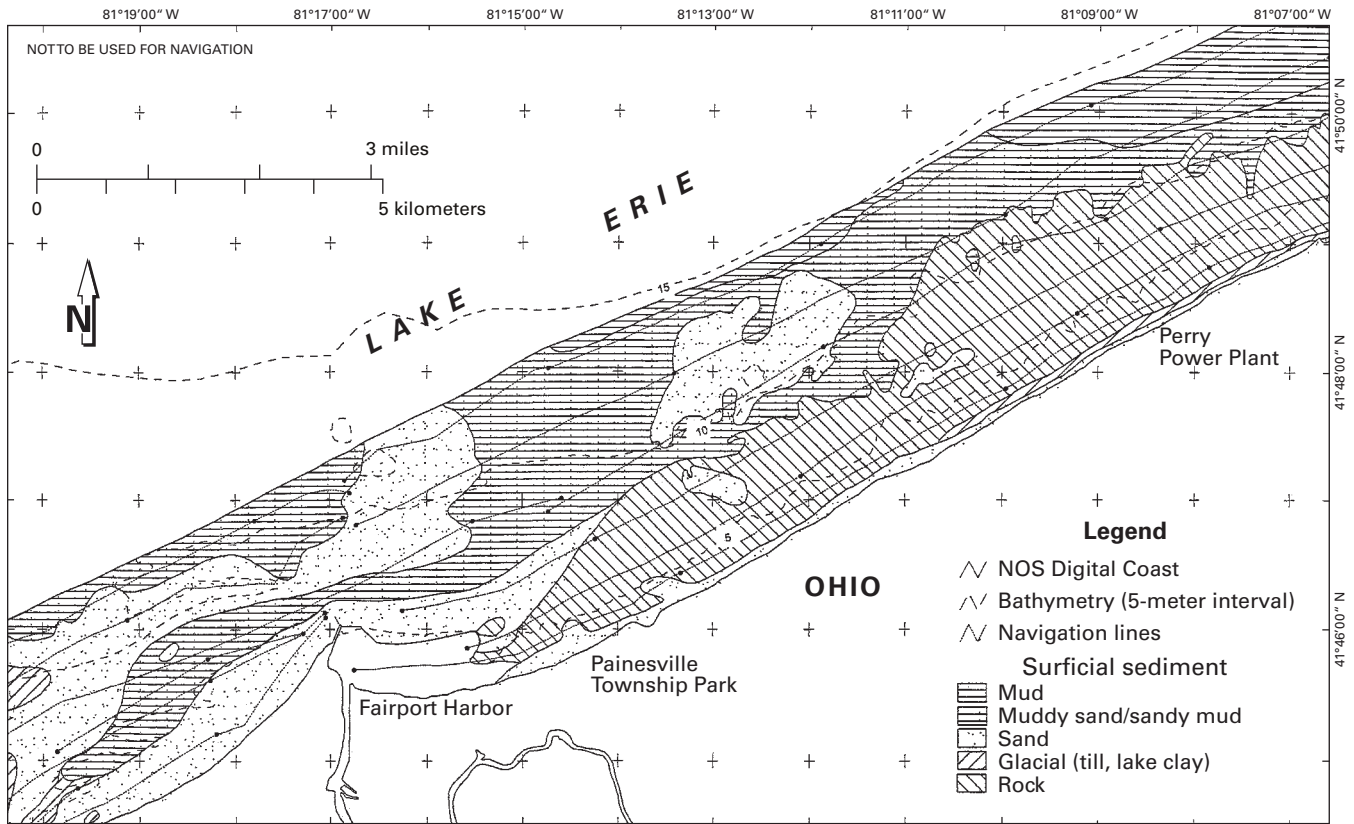 81°19′00″ W 81°17′00″ W 81°15′00″ W 81°13′00″ W 81°11′00″ W 81°09′00″ W 81°07′00″ W
NOT TO BE USED FOR NAVIGATION
41°50′00″ N
0 3 miles
0 5 kilometers
LAKE ERIE
15
N
Perry
Power Plant
41°48′00″ N
10
5
OHIO
Legend
NOS Digital Coast
Bathymetry (5-meter interval)
Navigation lines
41°46′00″ N
Surficial sediment
Mud
Muddy sand/sandy mud
Sand
Glacial (till, lake clay)
Rock
Painesville
Township Park
Fairport Harbor